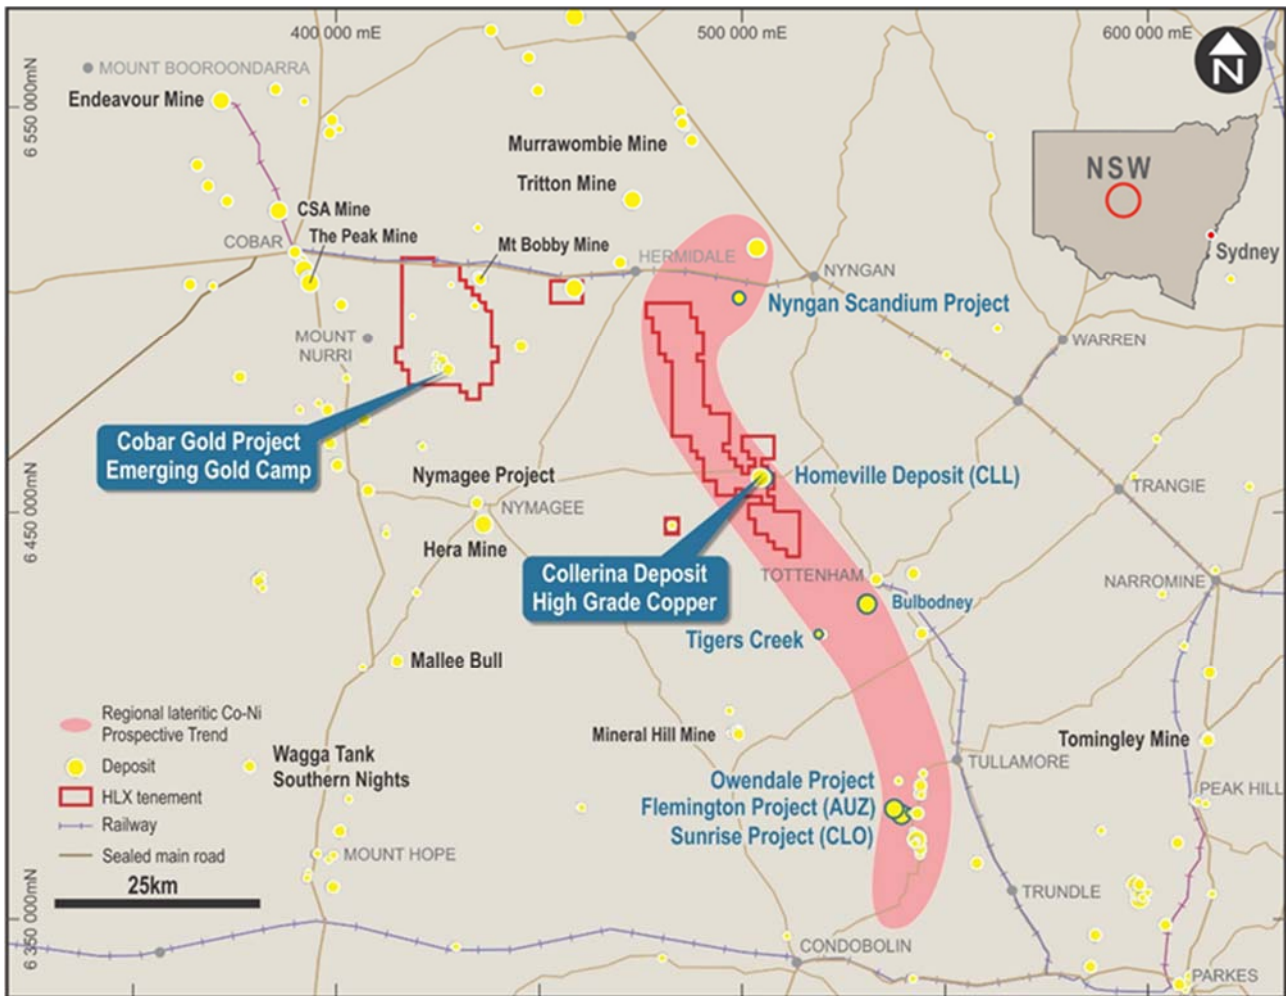 400 000 mE
500 000 mE
600 000 mE
N
MOUNT BOOROONDARRA
Endeavour Mine
6 550 000mN
Murrawombie Mine
NSW
Tritton Mine
CSA Mine
Sydney
COBAR
The Peak Mine
Mt Bobby Mine
HERMIDALE
NYNGAN
Nyngan Scandium Project
MOUNT
NURRI
WARREN
Cobar Gold Project
Emerging Gold Camp
Nymagee Project
Homeville Deposit (CLL)
TRANGIE
NYMAGEE
6 450 000mN
Hera Mine
Collerina Deposit
High Grade Copper
TOTTENHAM
NARROMINE
Bulbodney
Tigers Creek
Mallee Bull
Regional lateritic Co-Ni
Prospective Trend
Deposit
HLX tenement
Railway
Sealed main road
25km
Wagga Tank
Southern Nights
Mineral Hill Mine
Tomingley Mine
TULLAMORE
Owendale Project
Flemington Project (AUZ)
Sunrise Project (CLO)
PEAK HILL
MOUNT HOPE
TRUNDLE
6 350 000mN
CONDOBOLIN
PARKES